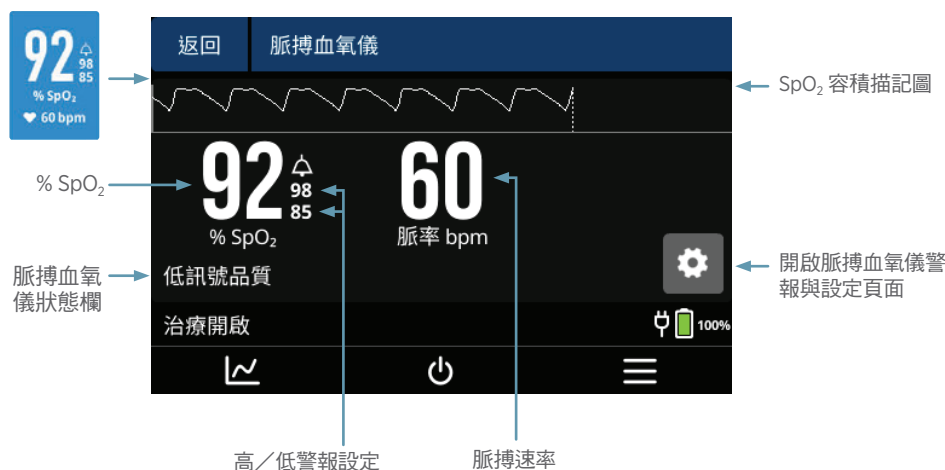 92
98
85
% SpO₂
60 bpm
返回
脈搏血氧儀
SpO₂ 容積描記圖
% SpO₂
92
98
85
% SpO₂
60
脈率 bpm
脈搏血氧
儀狀態欄
低訊號品質
開啟脈搏血氧儀警
報與設定頁面
治療開啟
100%
高／低警報設定
脈搏速率